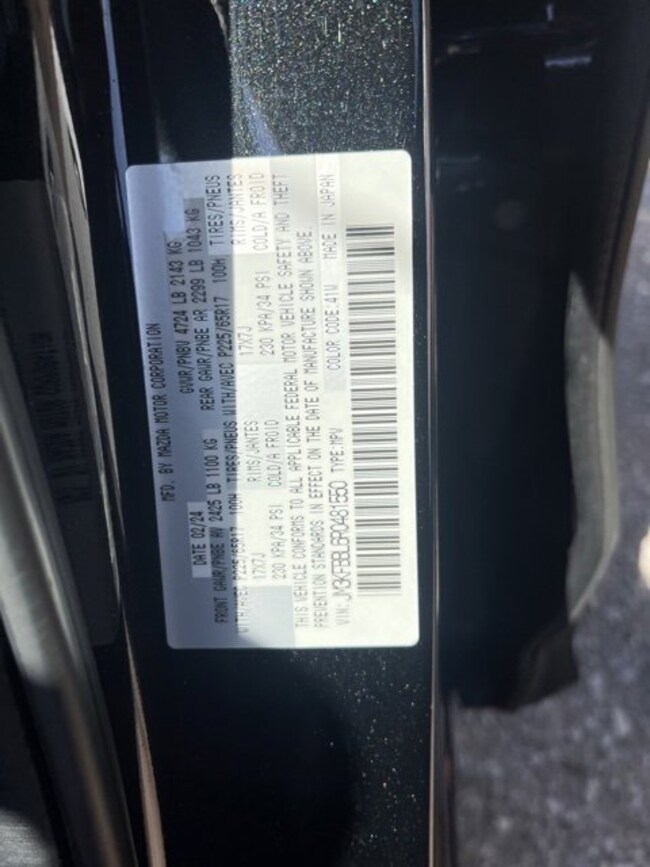 MFD. BY MAZDA MOTOR CORPORATION
DATE 02/24 GVWR/PNBV 4724 LB 2143 KG
FRONT GAWR/PNBE AV 2425 LB 1100 KG REAR GAWR/PNBE AR 2299 LB 1043 KG
WITH/AVEC P225/65R17 100H TIRES/PNEUS WITH/AVEC P225/65R17 100H TIRES/PNEUS
17X7J RIMS/JANTES 17X7J RIMS/JANTES
230 KPA/34 PSI COLD/A FROID 230 KPA/34 PSI COLD/A FROID
THIS VEHICLE CONFORMS TO ALL APPLICABLE FEDERAL MOTOR VEHICLE SAFETY AND THEFT
PREVENTION STANDARDS IN EFFECT ON THE DATE OF MANUFACTURE SHOWN ABOVE.
VIN: TYPE:MPV COLOR CODE:41W MADE IN JAPAN